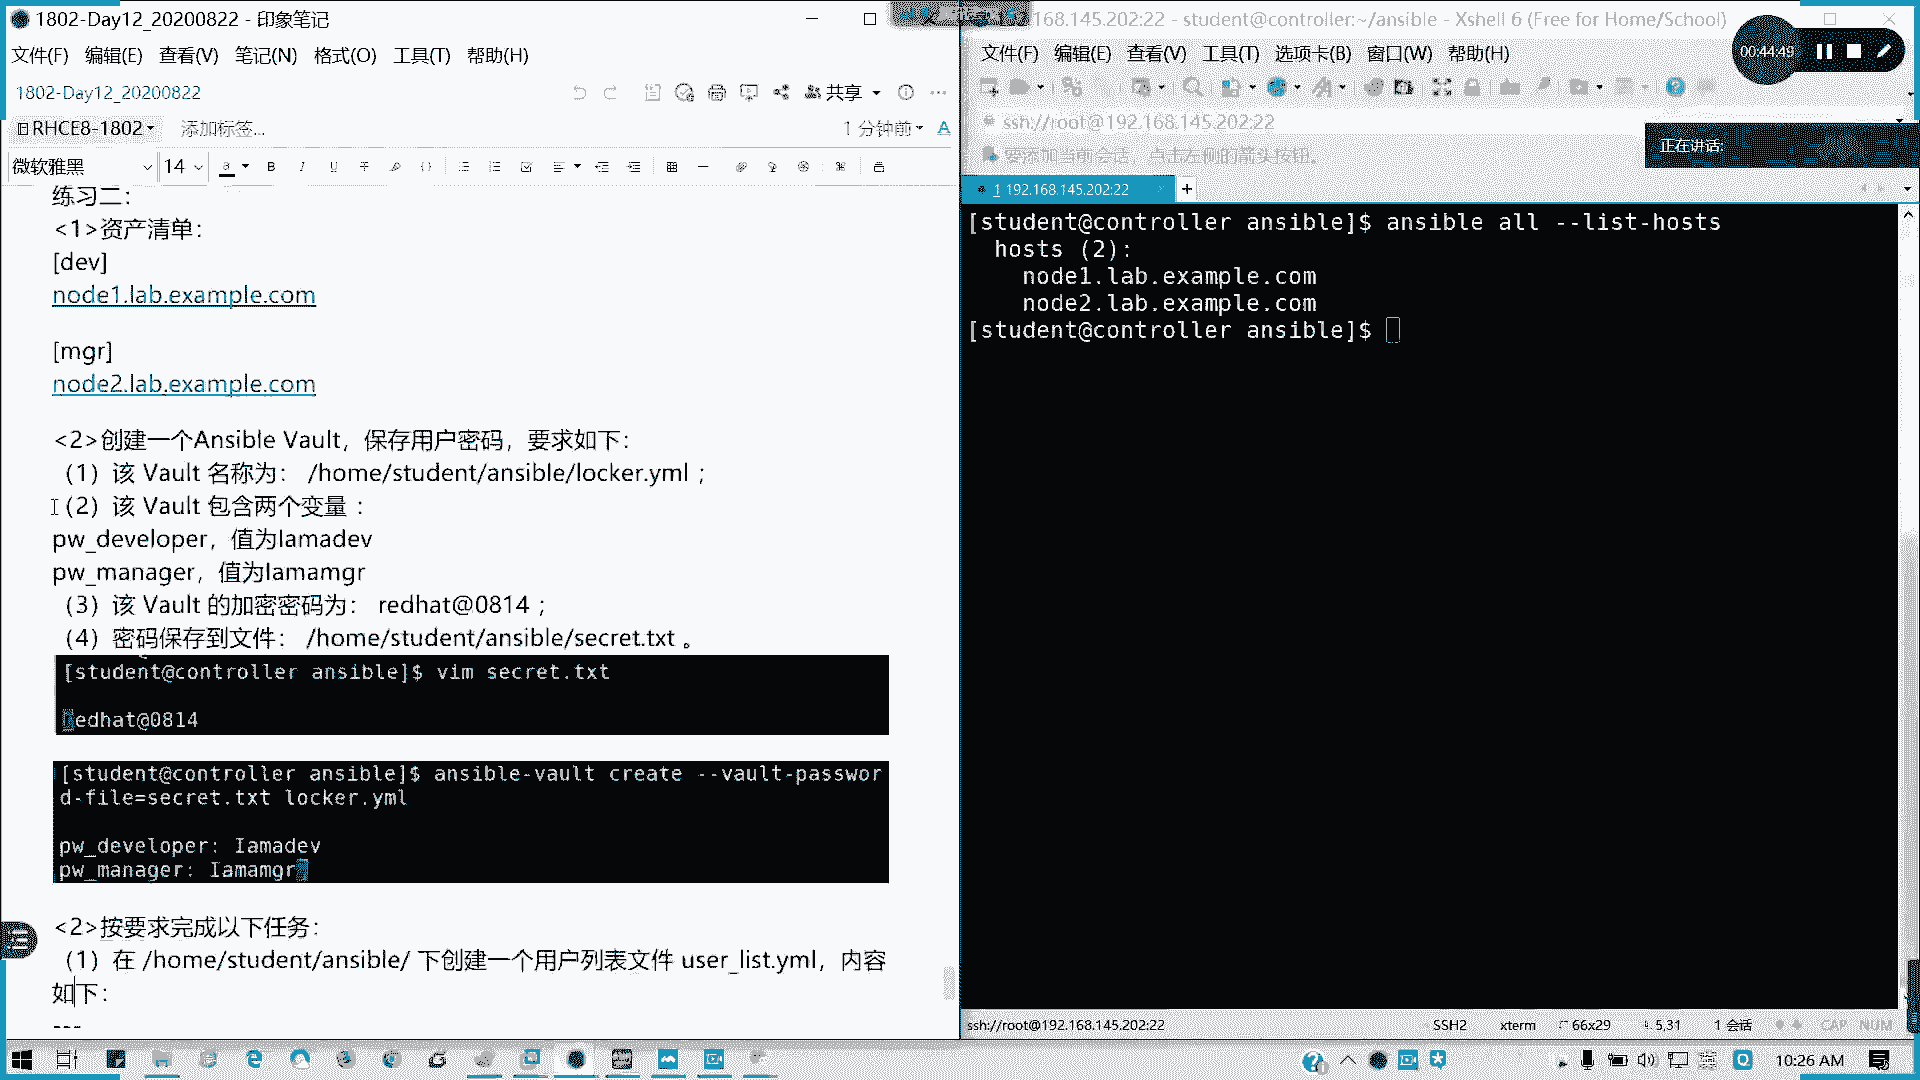 1802-Day12_20200822 - 印象笔记
文件(F) 编辑(E) 查看(V) 笔记(N) 格式(O) 工具(T) 帮助(H)
1802-Day12_20200822
共享
RHCE8-1802 添加标签...
1 分钟前
微软雅黑 14
练习二：
<1>资产清单：
[dev]
node1.lab.example.com
[mgr]
node2.lab.example.com
<2>创建一个Ansible Vault，保存用户密码，要求如下：
（1）该 Vault 名称为： /home/student/ansible/locker.yml ；
（2）该 Vault 包含两个变量 ：
pw_developer，值为Iamadev
pw_manager，值为Iamamgr
（3）该 Vault 的加密密码为： redhat@0814 ；
（4）密码保存到文件： /home/student/ansible/secret.txt 。
[student@controller ansible]$ vim secret.txt
redhat@0814
[student@controller ansible]$ ansible-vault create --vault-passwor
d-file=secret.txt locker.yml
pw_developer: Iamadev
pw_manager: Iamamgr
<2>按要求完成以下任务：
（1）在 /home/student/ansible/ 下创建一个用户列表文件 user_list.yml，内容
如下：
---
168.145.202:22 - student@controller:~/ansible - Xshell 6 (Free for Home/School)
文件(F) 编辑(E) 查看(V) 工具(T) 选项卡(B) 窗口(W) 帮助(H)
00:44:49
ssh://root@192.168.145.202:22
要添加当前会话，点击左侧的箭头按钮。
正在讲话:
1 192.168.145.202:22
[student@controller ansible]$ ansible all --list-hosts
hosts (2):
node1.lab.example.com
node2.lab.example.com
[student@controller ansible]$
ssh://root@192.168.145.202:22 SSH2 xterm 66x29 5,31 1 会话 CAP NUM
10:26 AM